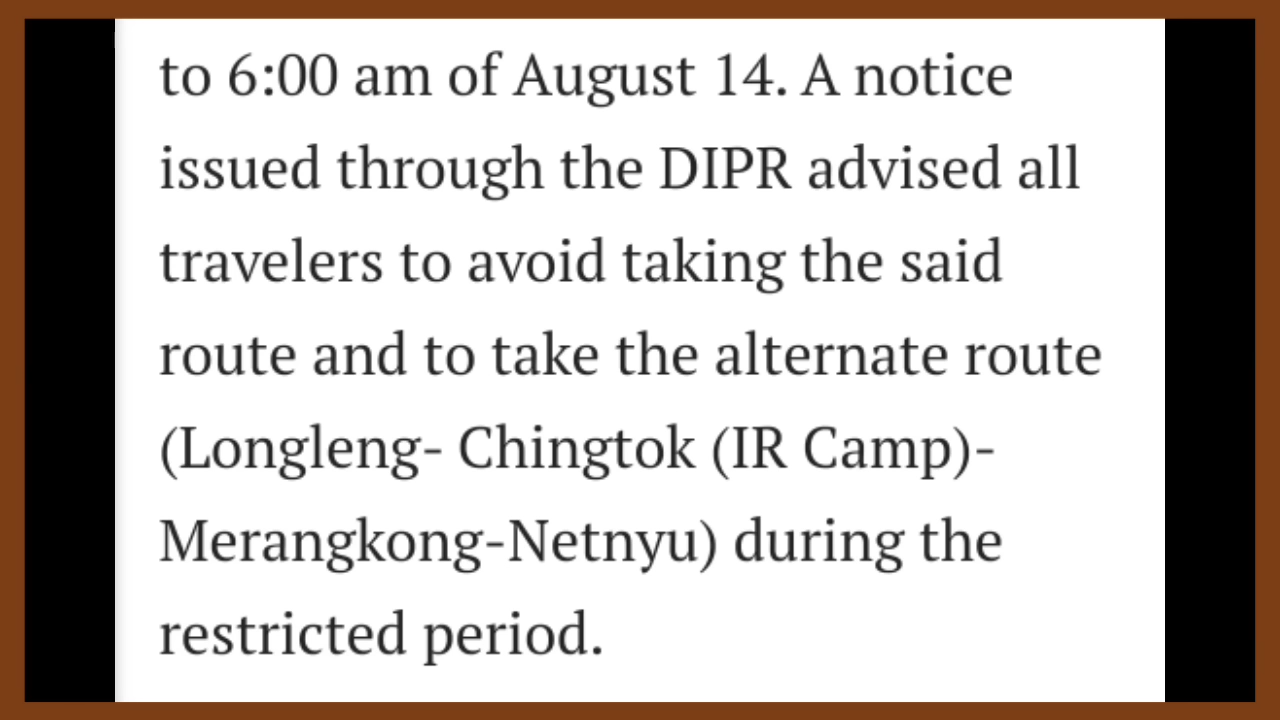 to 6:00 am of August 14. A notice
issued through the DIPR advised all
travelers to avoid taking the said
route and to take the alternate route
(Longleng- Chingtok (IR Camp)-
Merangkong-Netnyu) during the
restricted period.